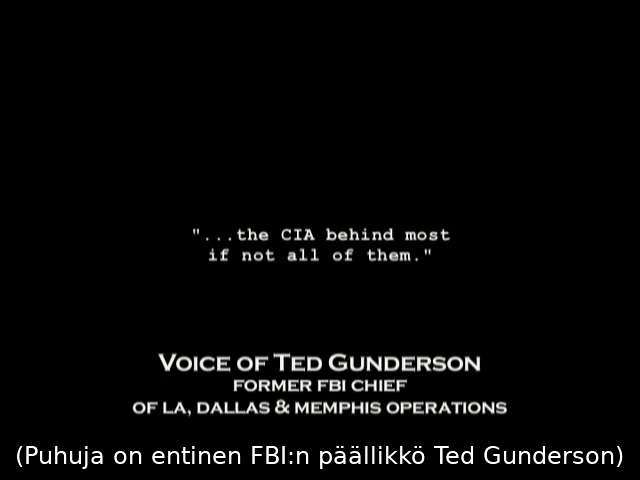 "...the CIA behind most
if not all of them."
VOICE OF TED GUNDERSON
FORMER FBI CHIEF
OF LA, DALLAS & MEMPHIS OPERATIONS
(Puhuja on entinen FBI:n päällikkö Ted Gunderson)